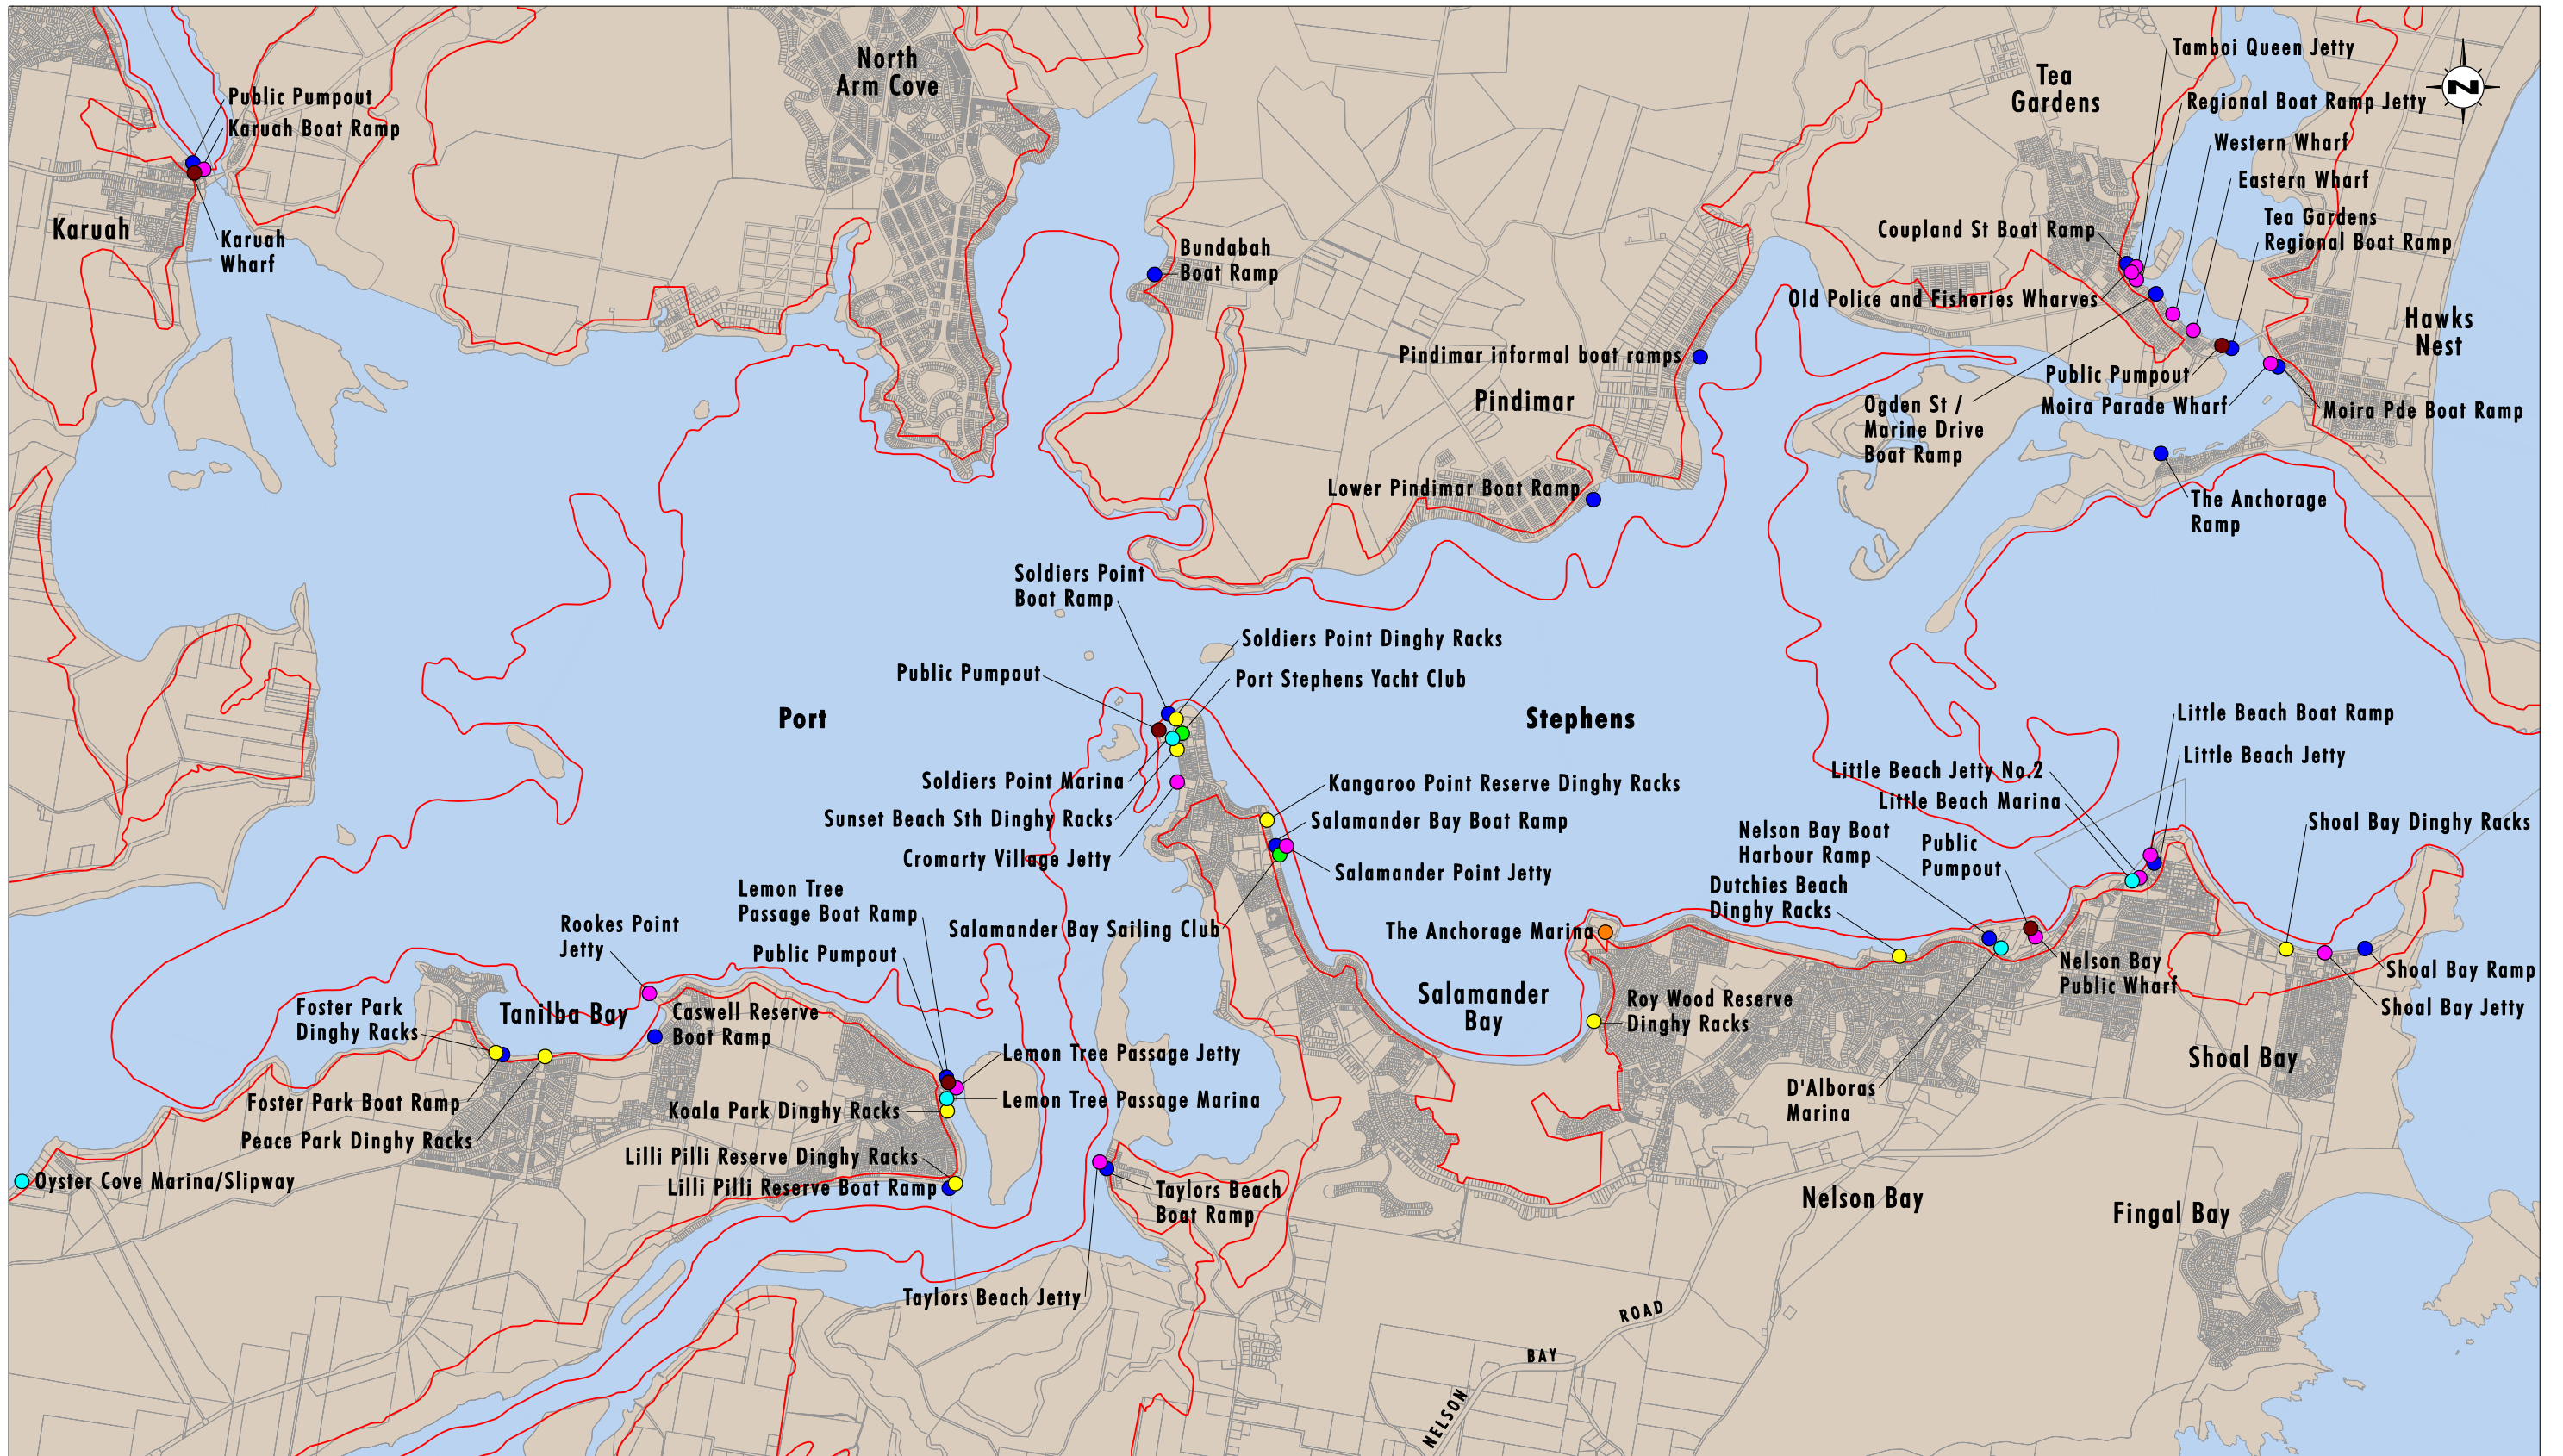 North
Arm Cove
Tamboi Queen Jetty
Tea
Gardens
N
Public Pumpout
Regional Boat Ramp Jetty
Karuah Boat Ramp
Western Wharf
Eastern Wharf
Karuah
Karuah
Wharf
Bundabah
Boat Ramp
Coupland St Boat Ramp
Tea Gardens
Regional Boat Ramp
Old Police and Fisheries Wharves
Hawks
Nest
Pindimar informal boat ramps
Pindimar
Public Pumpout
Ogden St /
Marine Drive
Boat Ramp
Moira Parade Wharf
Moira Pde Boat Ramp
Lower Pindimar Boat Ramp
The Anchorage
Ramp
Soldiers Point
Boat Ramp
Soldiers Point Dinghy Racks
Public Pumpout
Port Stephens Yacht Club
Port
Stephens
Little Beach Boat Ramp
Little Beach Jetty
Soldiers Point Marina
Kangaroo Point Reserve Dinghy Racks
Little Beach Jetty No.2
Little Beach Marina
Sunset Beach Sth Dinghy Racks
Salamander Bay Boat Ramp
Nelson Bay Boat
Harbour Ramp
Public
Pumpout
Shoal Bay Dinghy Racks
Cromarty Village Jetty
Salamander Point Jetty
Dutchies Beach
Dinghy Racks
Lemon Tree
Passage Boat Ramp
Rookes Point
Jetty
Salamander Bay Sailing Club
The Anchorage Marina
Public Pumpout
Nelson Bay
Public Wharf
Shoal Bay Ramp
Shoal Bay Jetty
Foster Park
Dinghy Racks
Tanilba Bay
Caswell Reserve
Boat Ramp
Salamander
Bay
Roy Wood Reserve
Dinghy Racks
Lemon Tree Passage Jetty
Shoal Bay
Foster Park Boat Ramp
Koala Park Dinghy Racks
Lemon Tree Passage Marina
D'Alboras
Marina
Peace Park Dinghy Racks
Lilli Pilli Reserve Dinghy Racks
Oyster Cove Marina/Slipway
Lilli Pilli Reserve Boat Ramp
Taylors Beach
Boat Ramp
Nelson Bay
Fingal Bay
Taylors Beach Jetty
NELSON BAY ROAD